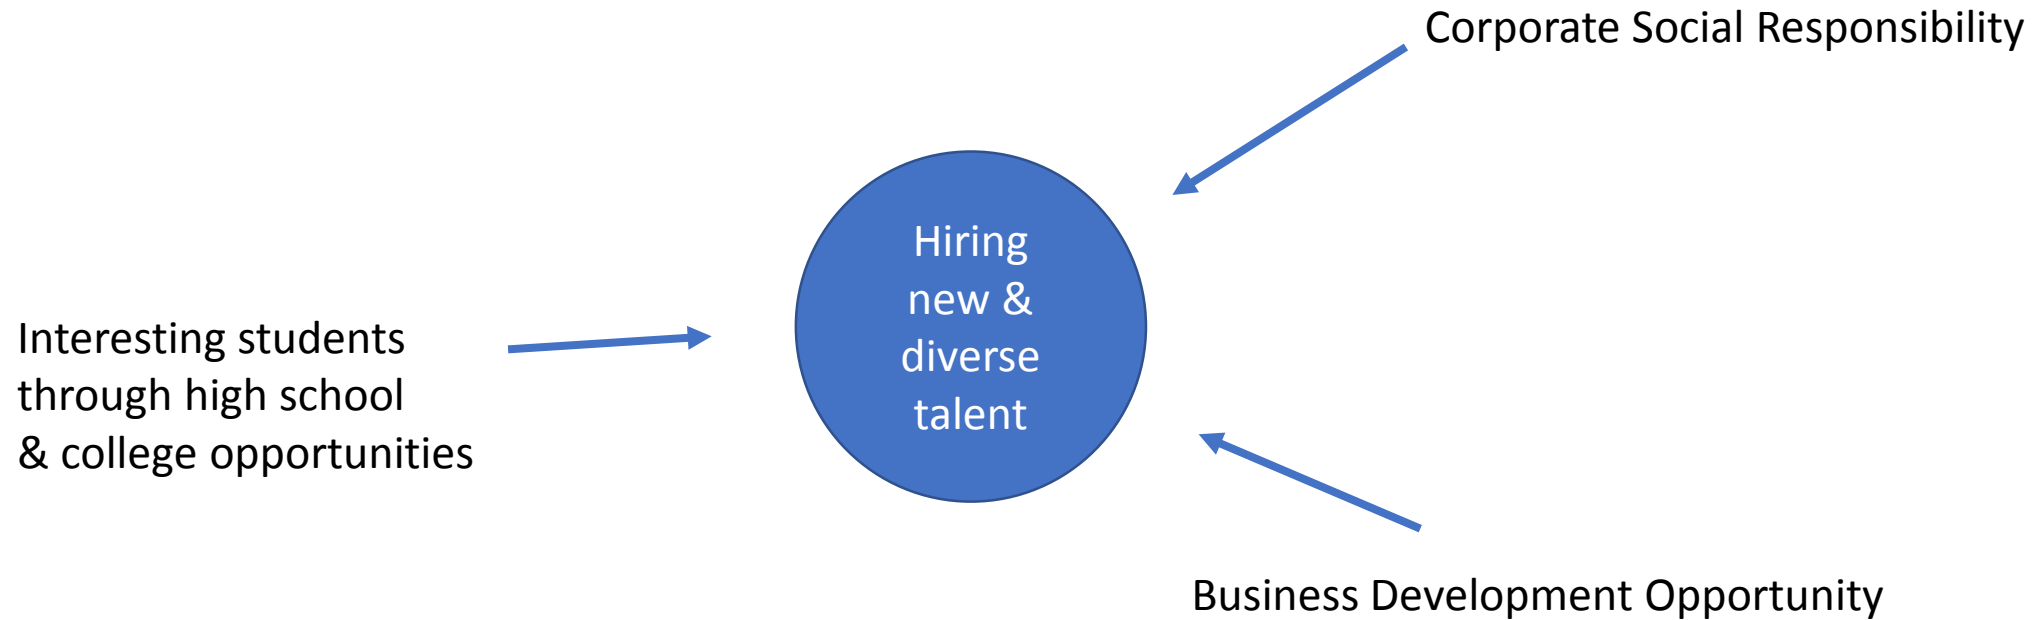 Corporate Social Responsibility
Hiring
new &
diverse
talent
Interesting students
through high school
& college opportunities
Business Development Opportunity